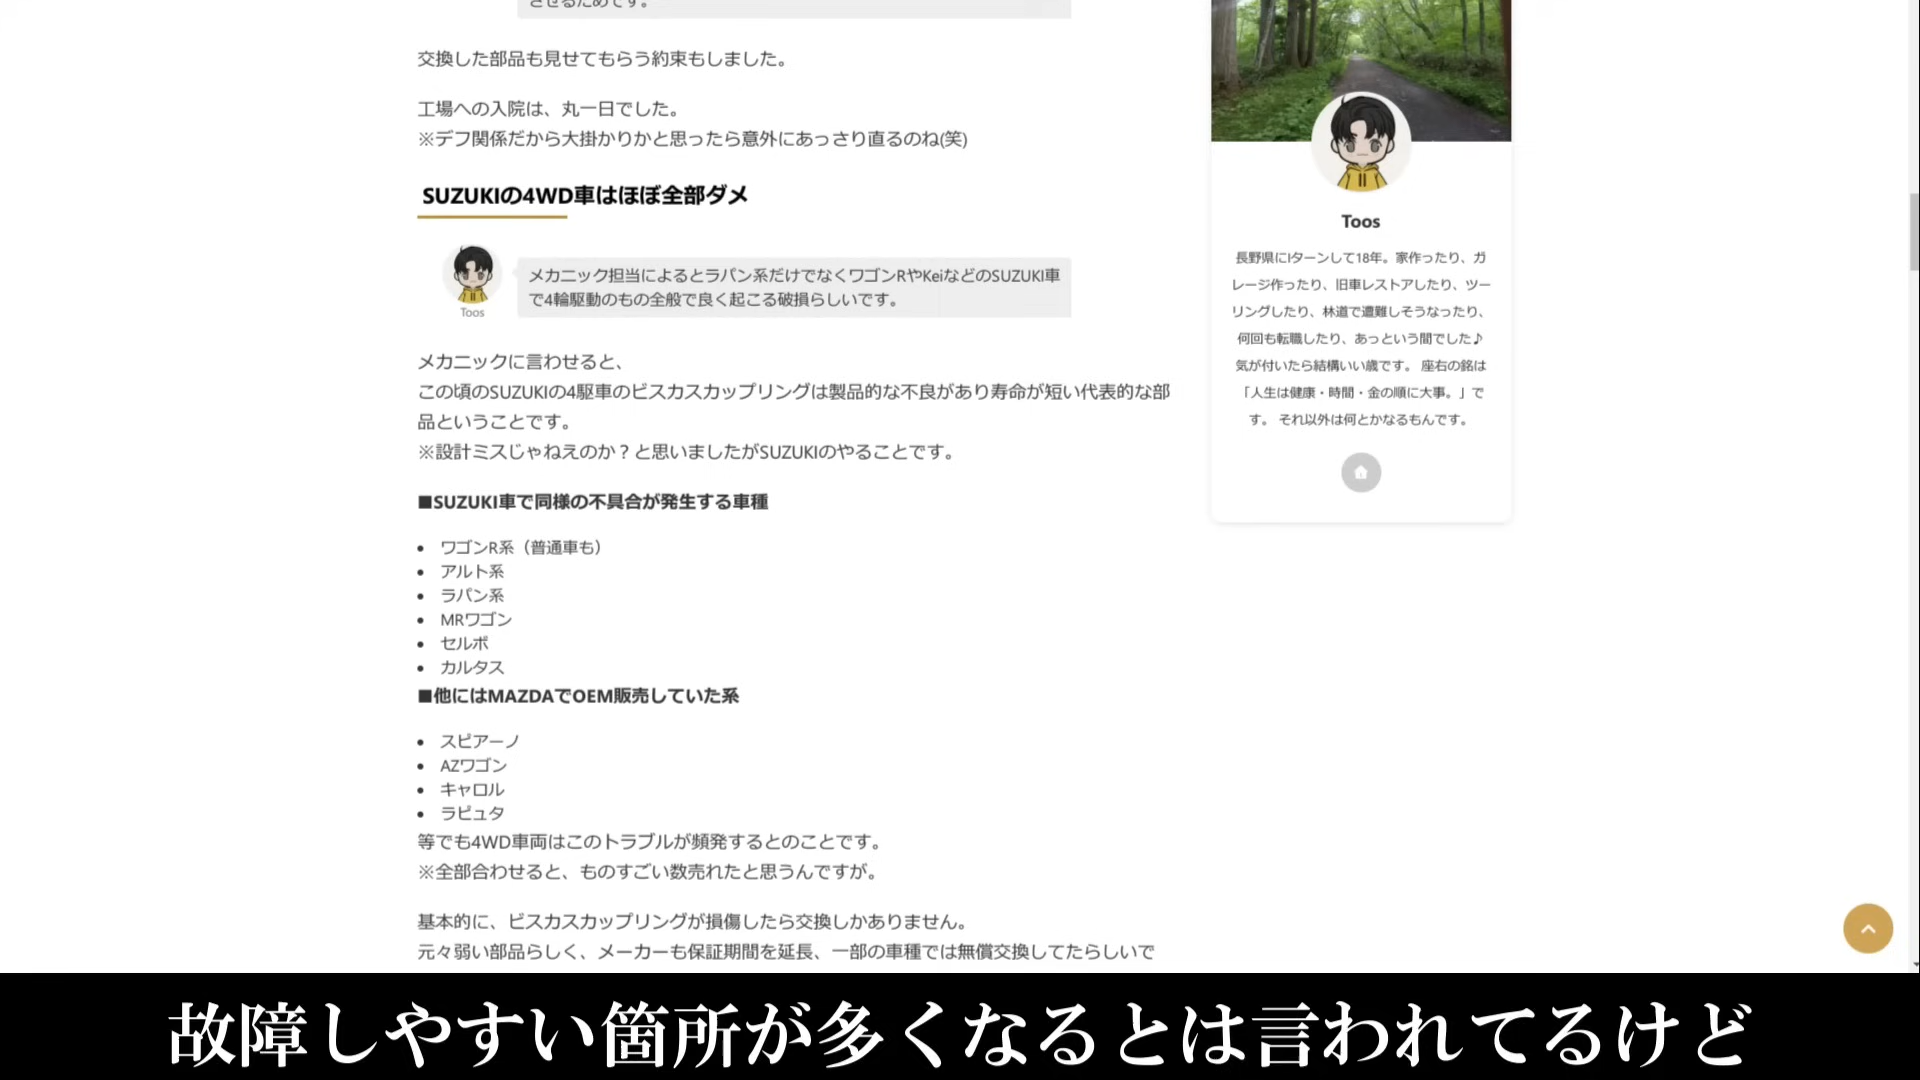 させるためです。
交換した部品も見せてもらう約束もしました。
工場への入院は、丸一日でした。
※デフ関係だから大掛かりかと思ったら意外にあっさり直るのね(笑)
SUZUKIの4WD車はほぼ全部ダメ
メカニック担当によるとラパン系だけでなくワゴンRやKeiなどのSUZUKI車
で4輪駆動のもの全般で良く起こる破損らしいです。
Toos
メカニックに言わせると、
この頃のSUZUKIの4駆車のビスカスカップリングは製品的な不良があり寿命が短い代表的な部
品ということです。
※設計ミスじゃねえのか？と思いましたがSUZUKIのやることです。
■SUZUKI車で同様の不具合が発生する車種
• ワゴンR系（普通車も）
• アルト系
• ラパン系
• MRワゴン
• セルボ
• カルタス
■他にはMAZDAでOEM販売していた系
• スピアーノ
• AZワゴン
• キャロル
• ラピュタ
等でも4WD車両はこのトラブルが頻発するとのことです。
※全部合わせると、ものすごい数売れたと思うんですが。
基本的に、ビスカスカップリングが損傷したら交換しかありません。
元々弱い部品らしく、メーカーも保証期間を延長、一部の車種では無償交換してたらしいで
Toos
長野県にIターンして18年。家作ったり、ガ
レージ作ったり、旧車レストアしたり、ツー
リングしたり、林道で遭難しそうなったり、
何回も転職したり、あっという間でした♪
気が付いたら結構いい歳です。 座右の銘は
「人生は健康・時間・金の順に大事。」で
す。 それ以外は何とかなるもんです。
故障しやすい箇所が多くなるとは言われてるけど